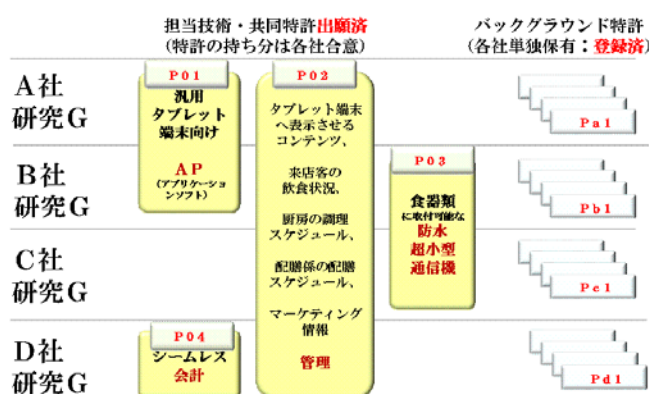 担当技術・共同特許出願済
(特許の持ち分は各社合意)
バックグラウンド特許
(各社単独保有：登録済)
A社
研究G
B社
研究G
C社
研究G
D社
研究G
P01
汎用
タブレット
端末向け
AP
(アプリケーショ
ンソフト)
P02
タブレット端末
へ表示させる
コンテンツ、
来店客の
飲食状況、
厨房の調理
スケジュール、
配膳係の配膳
スケジュール、
マーケティング
情報
管理
P03
食器類
に取付可能な
防水
超小型
通信機
P04
シームレス
会計
Pa1
Pb1
Pc1
Pd1